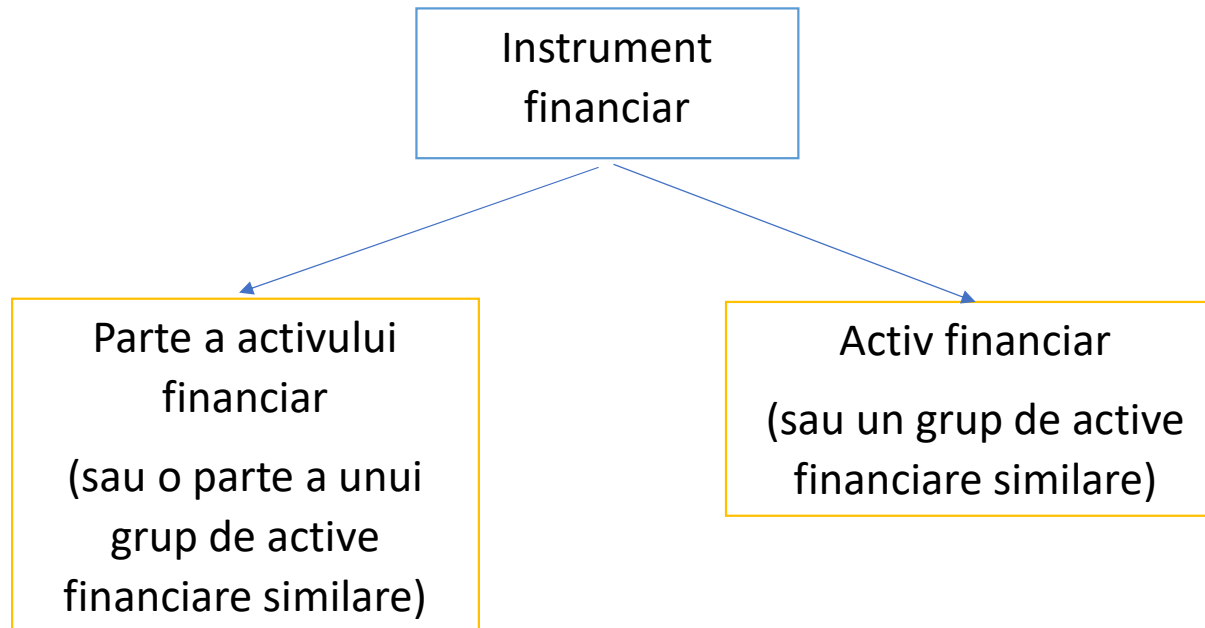 Instrument
financiar
Parte a activului
financiar
(sau o parte a unui
grup de active
financiare similare)
Activ financiar
(sau un grup de active
financiare similare)